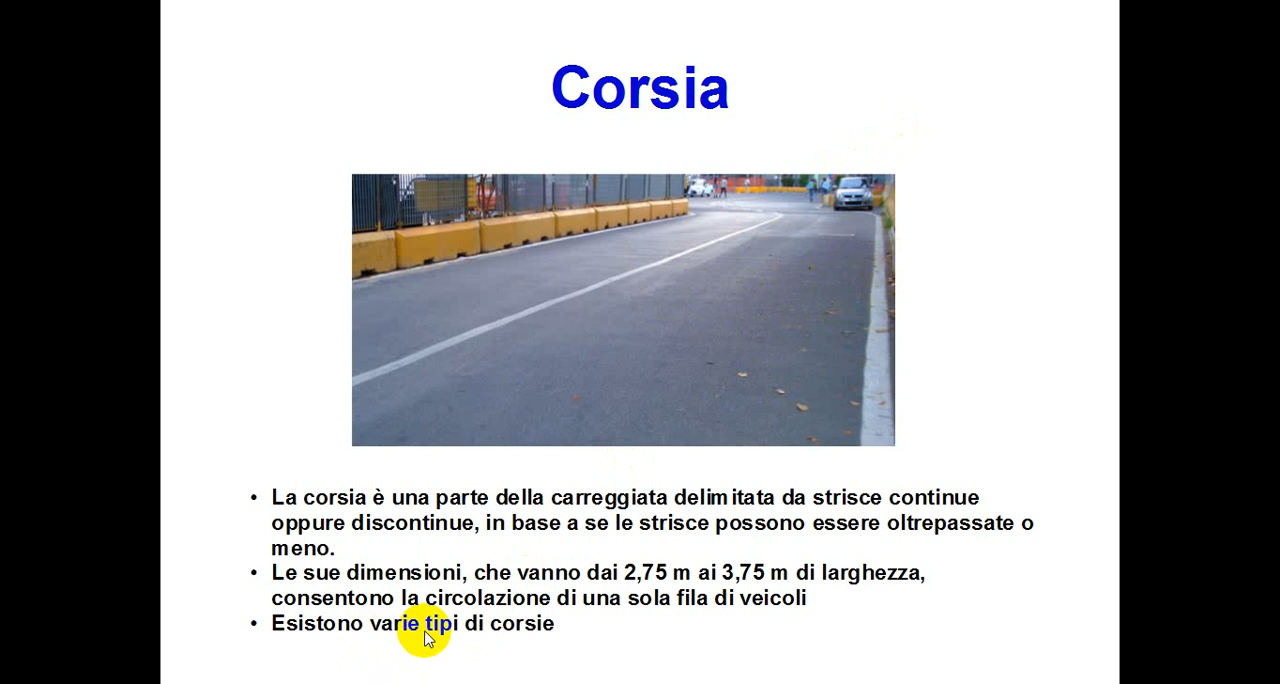 Corsia
• La corsia è una parte della carreggiata delimitata da strisce continue
oppure discontinue, in base a se le strisce possono essere oltrepassate o
meno.
• Le sue dimensioni, che vanno dai 2,75 m ai 3,75 m di larghezza,
consentono la circolazione di una sola fila di veicoli
• Esistono varie tipi di corsie